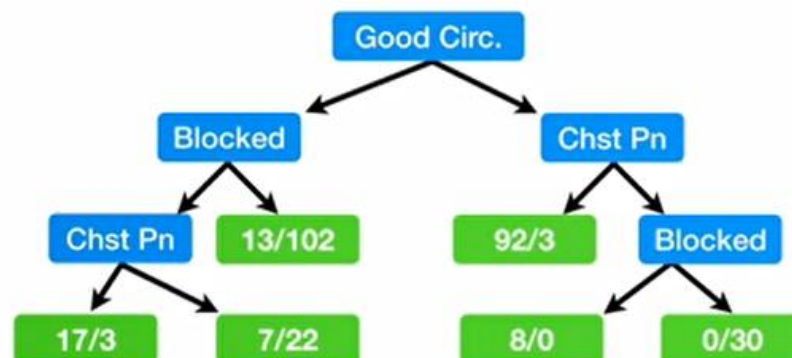 Good Circ.
Blocked
Chst Pn
Chst Pn
13/102
92/3
Blocked
17/3
7/22
8/0
0/30